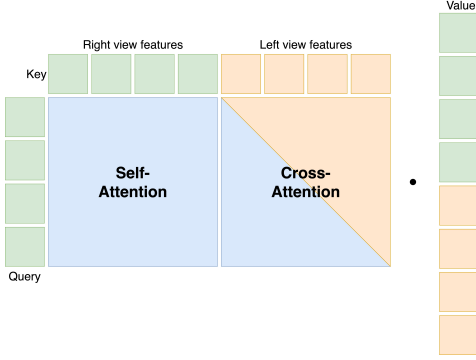 Value
Right view features
Left view features
Key
Self-
Attention
Cross-
Attention
Query